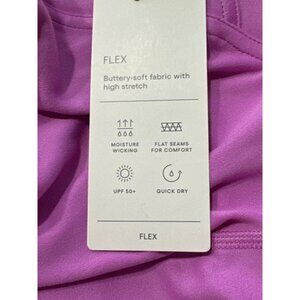 FLEX
Buttery-soft fabric with
high stretch
MOISTURE
WICKING
FLAT SEAMS
FOR COMFORT
UPF 50+
QUICK DRY
FLEX